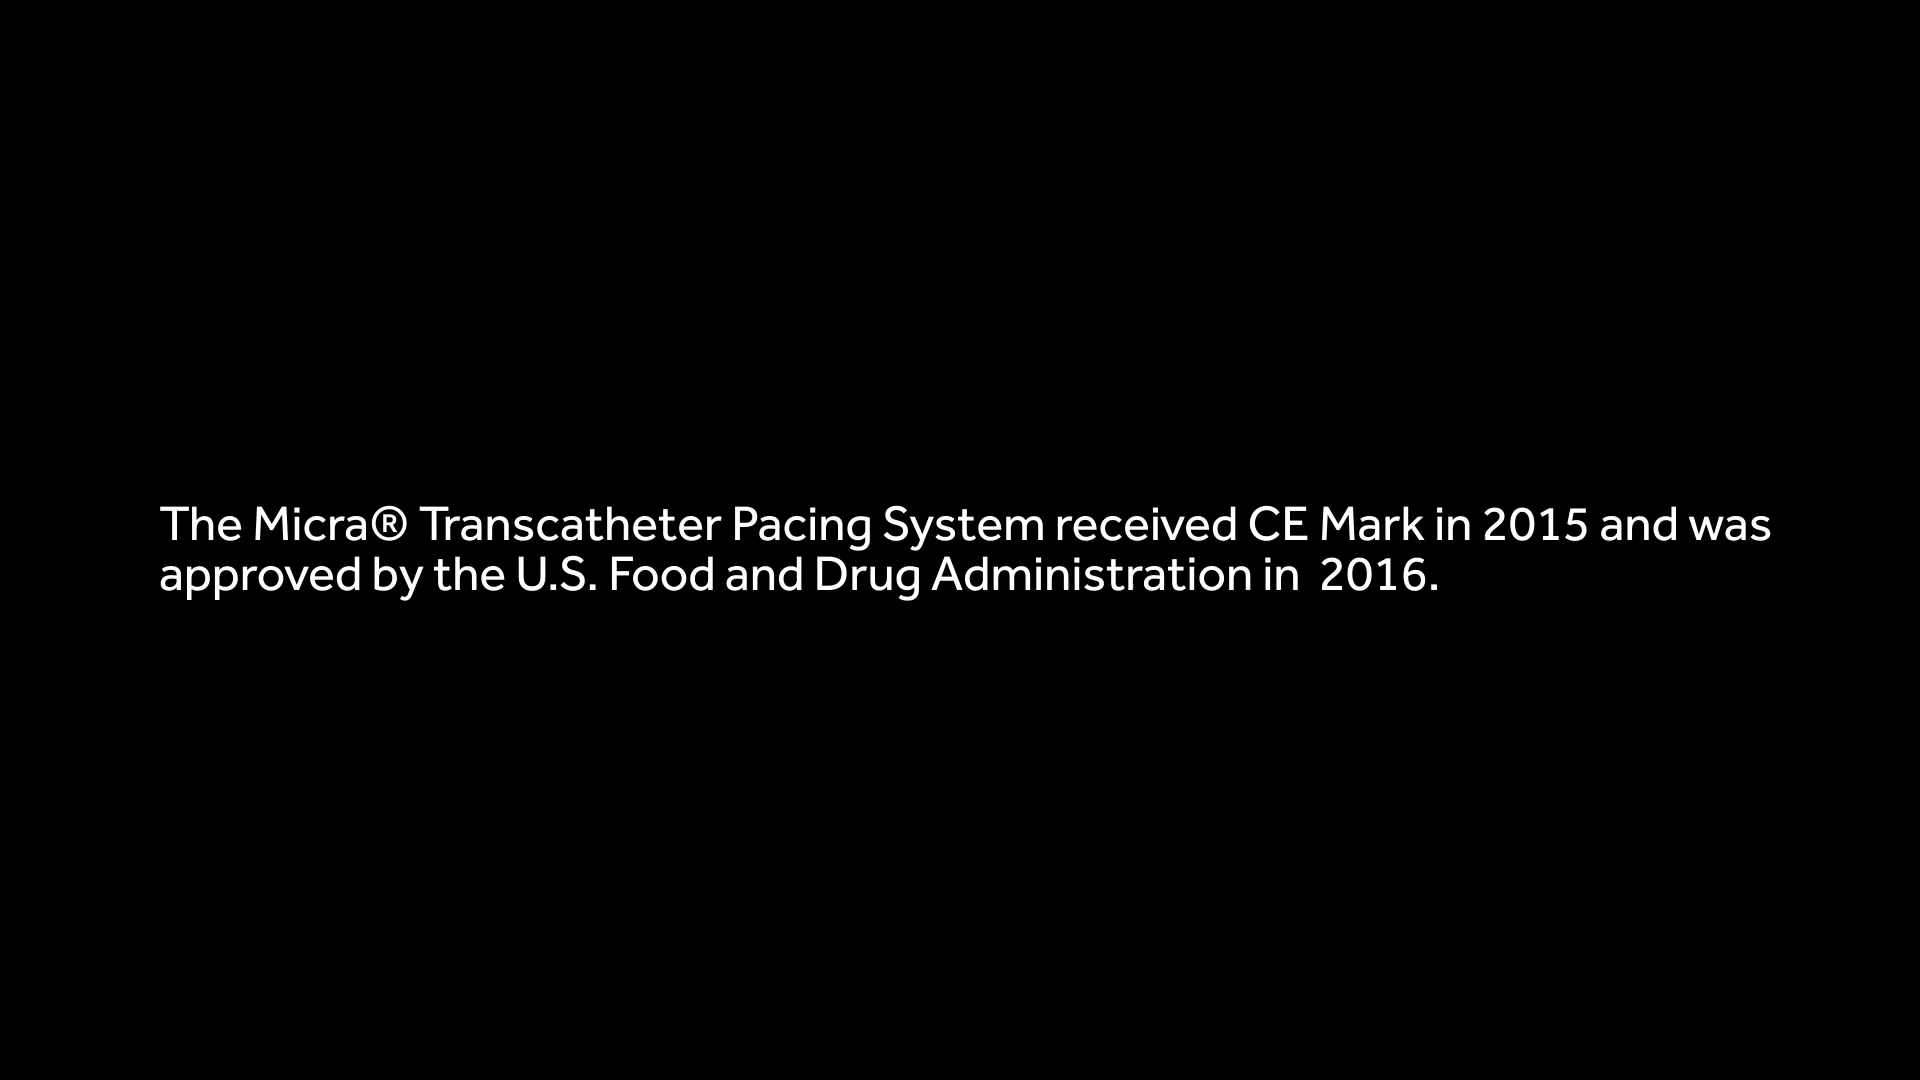 The Micra® Transcatheter Pacing System received CE Mark in 2015 and was
approved by the U.S. Food and Drug Administration in  2016.